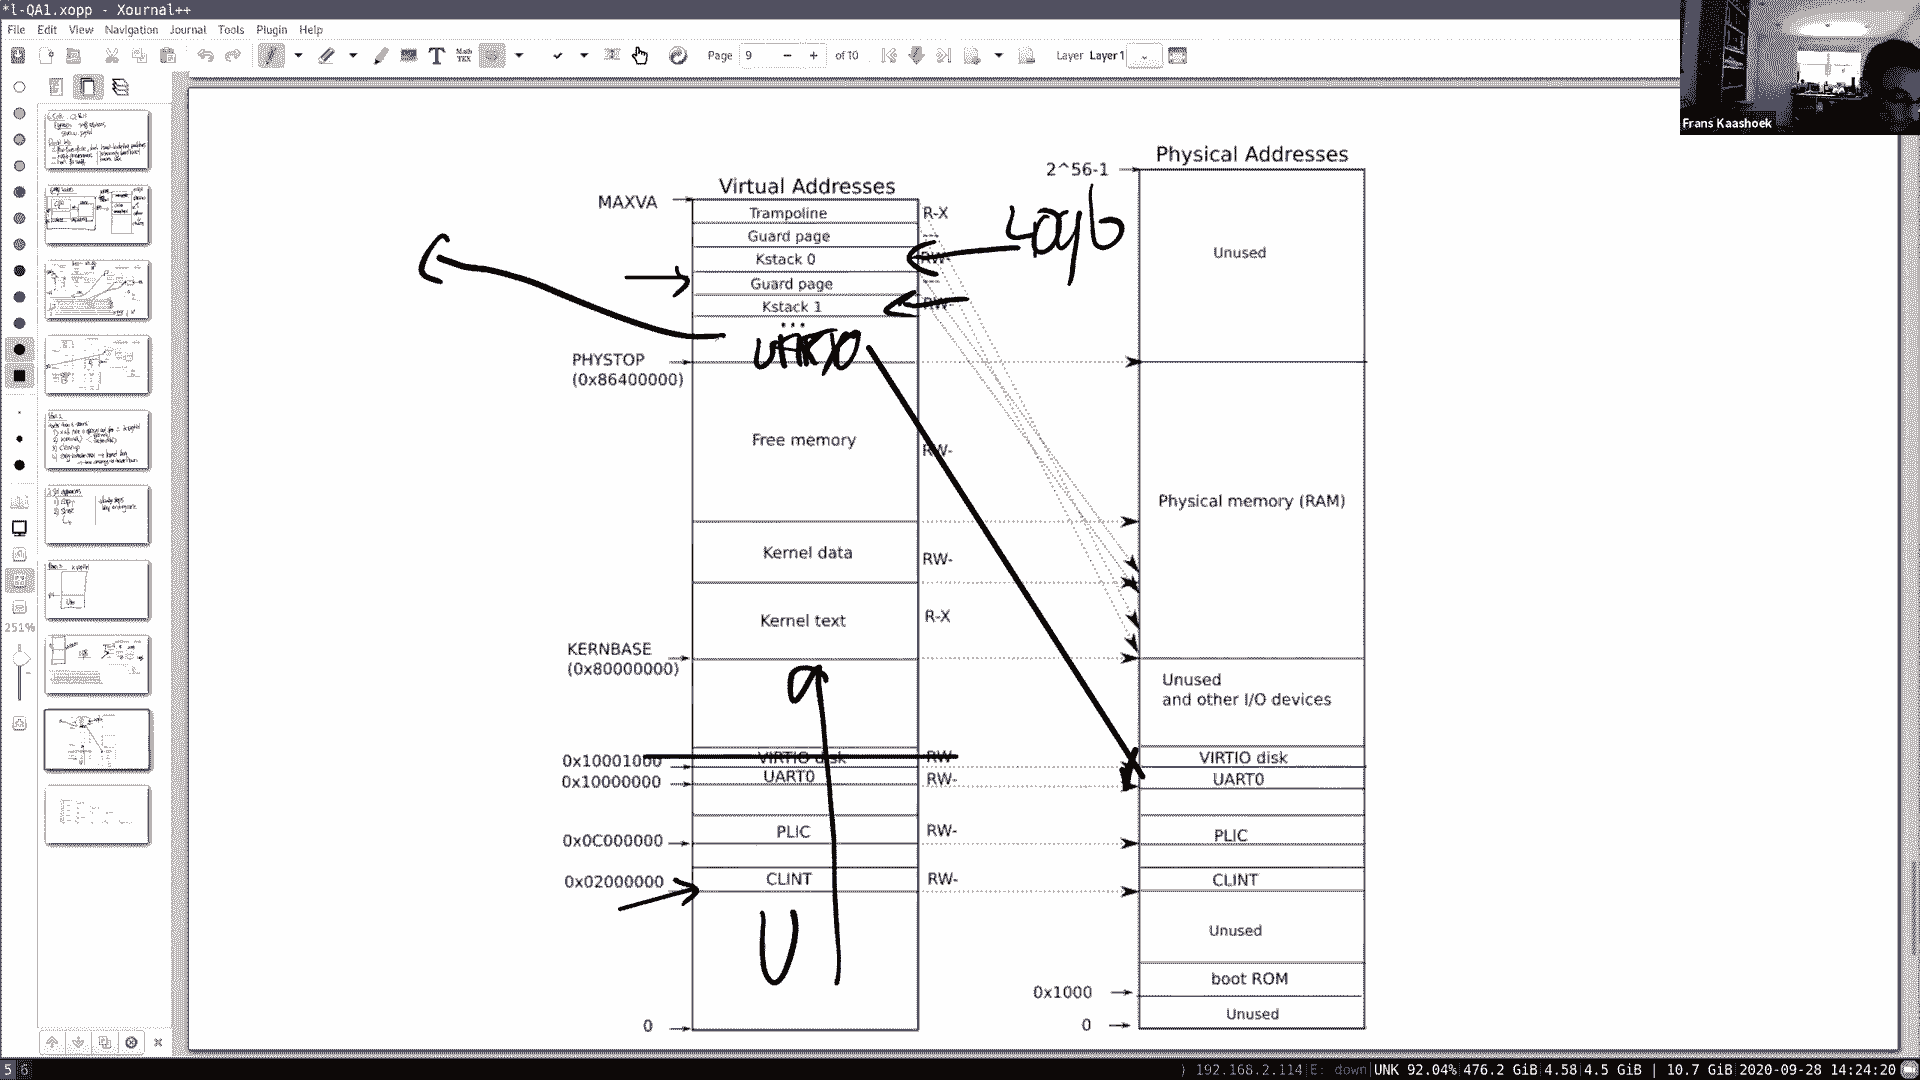 *l-QA1.xopp - Xournal++
File Edit View Navigation Journal Tools Plugin Help
Page 9 - + of 10 Layer Layer 1
Frans Kaashoek
Physical Addresses
2^56-1
Virtual Addresses
MAXVA
Trampoline R-X
Guard page ---
Kstack 0 RW-
4096
Unused
Guard page ---
Kstack 1 RW-
...
UART0
PHYSTOP
(0x86400000)
Free memory RW-
Physical memory (RAM)
Kernel data RW-
Kernel text R-X
KERNBASE
(0x80000000)
Unused
and other I/O devices
0x10001000 VIRTIO disk RW- VIRTIO disk
0x10000000 UART0 RW- UART0
0x0C000000 PLIC RW- PLIC
0x02000000 CLINT RW- CLINT
U
Unused
boot ROM
0x1000
Unused
0 0
251%
5 6
192.168.2.114 E: down UNK 92.04% 476.2 GiB 4.58 4.5 GiB | 10.7 GiB 2020-09-28 14:24:20